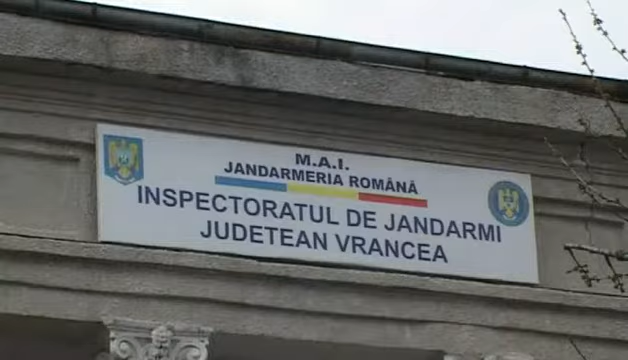 M.A.I.
JANDARMERIA ROMÂNĂ
INSPECTORATUL DE JANDARMI
JUDETEAN VRANCEA